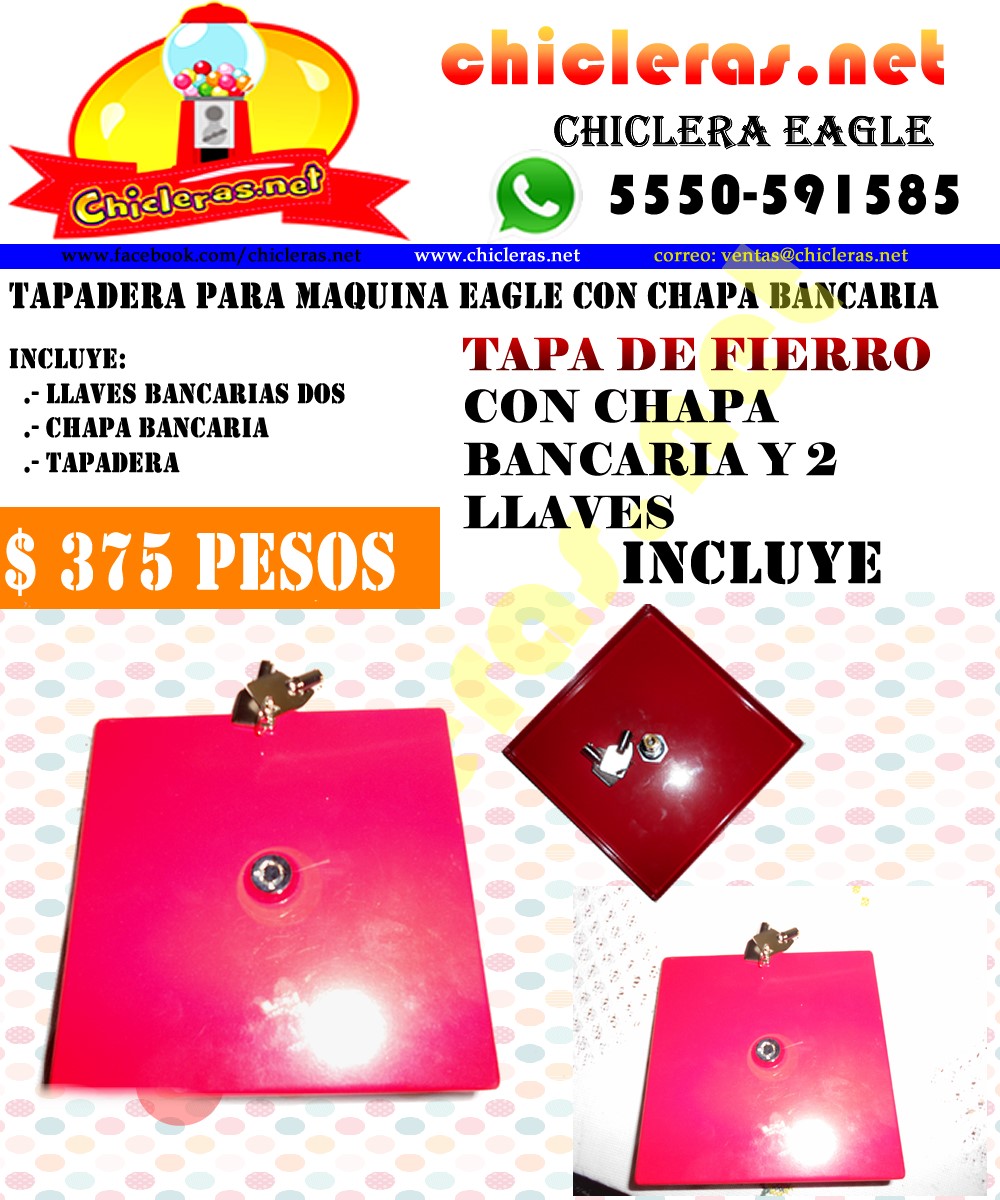 Chicleras.net
chicleras.net
CHICLERA EAGLE
5550-591585
www.facebook.com/chicleras.net www.chicleras.net correo: ventas@chicleras.net
TAPADERA PARA MAQUINA EAGLE CON CHAPA BANCARIA
INCLUYE:
.- LLAVES BANCARIAS DOS
.- CHAPA BANCARIA
.- TAPADERA
$ 375 PESOS
TAPA DE FIERRO
CON CHAPA
BANCARIA Y 2
LLAVES
INCLUYE